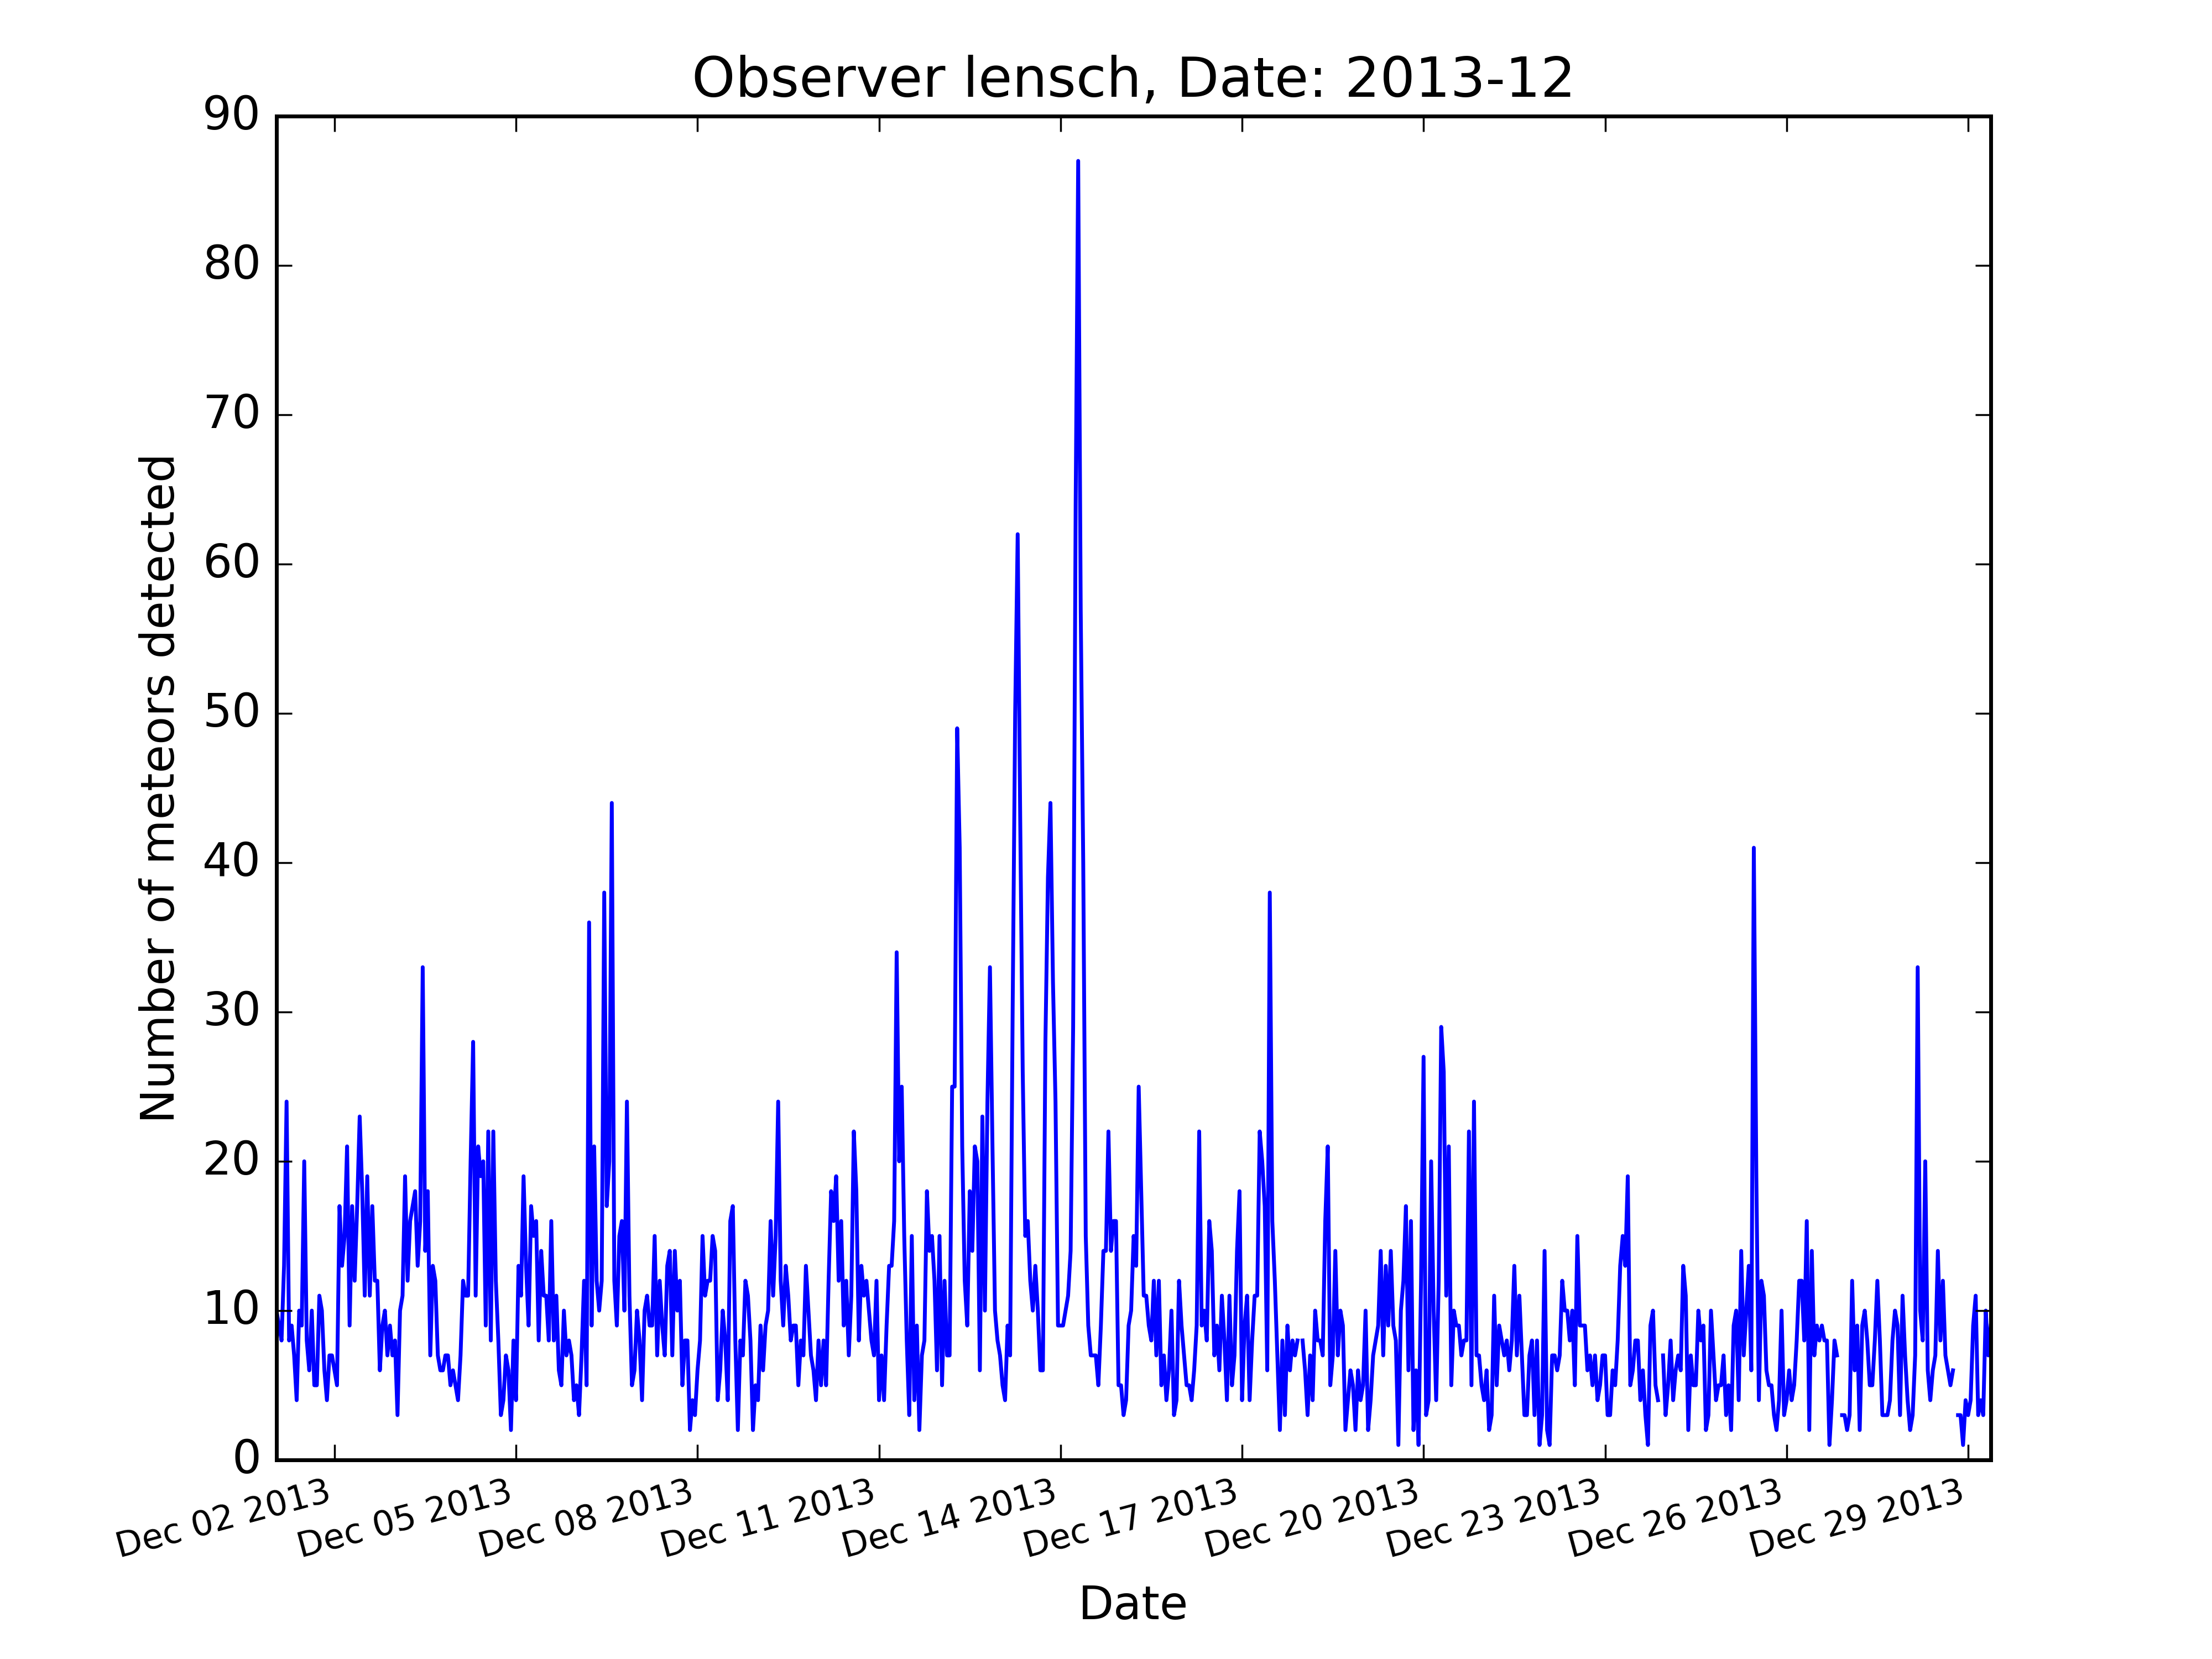 Observer lensch, Date: 2013-12
Number of meteors detected
90
80
70
60
50
40
30
20
10
0
Dec 02 2013
Dec 05 2013
Dec 08 2013
Dec 11 2013
Dec 14 2013
Dec 17 2013
Dec 20 2013
Dec 23 2013
Dec 26 2013
Dec 29 2013
Date